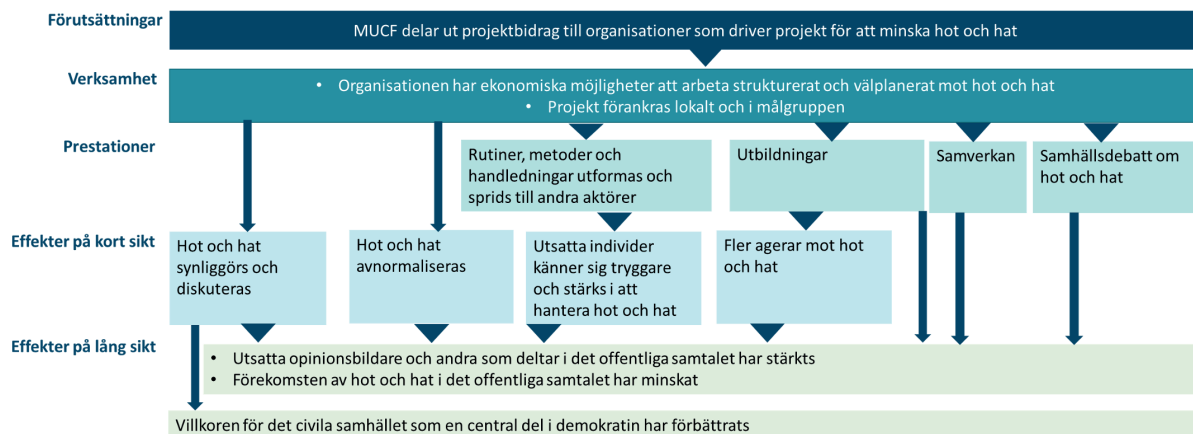 Förutsättningar
MUCF delar ut projektbidrag till organisationer som driver projekt för att minska hot och hat
Verksamhet
• Organisationen har ekonomiska möjligheter att arbeta strukturerat och välplanerat mot hot och hat
• Projekt förankras lokalt och i målgruppen
Prestationer
Rutiner, metoder och
handledningar utformas och
sprids till andra aktörer
Utbildningar
Samverkan
Samhällsdebatt om
hot och hat
Effekter på kort sikt
Hot och hat
synliggörs och
diskuteras
Hot och hat
avnormaliseras
Utsatta individer
känner sig tryggare
och stärks i att
hantera hot och hat
Fler agerar mot hot
och hat
Effekter på lång sikt
• Utsatta opinionsbildare och andra som deltar i det offentliga samtalet har stärkts
• Förekomsten av hot och hat i det offentliga samtalet har minskat
Villkoren för det civila samhället som en central del i demokratin har förbättrats